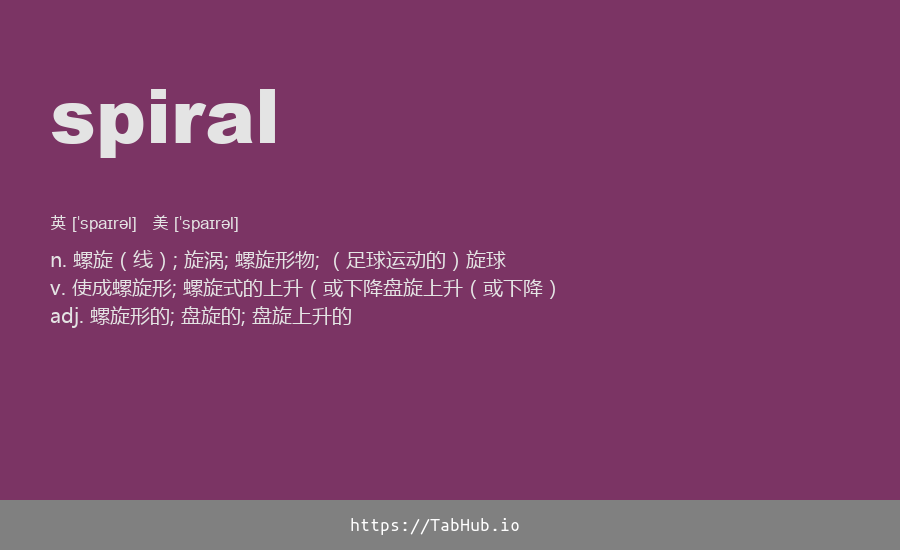 spiral
英 [ˈspaɪrəl] 美 [ˈspaɪrəl]
n. 螺旋（线）; 旋涡; 螺旋形物; （足球运动的）旋球
v. 使成螺旋形; 螺旋式的上升（或下降盘旋上升（或下降）
adj. 螺旋形的; 盘旋的; 盘旋上升的
https://TabHub.io